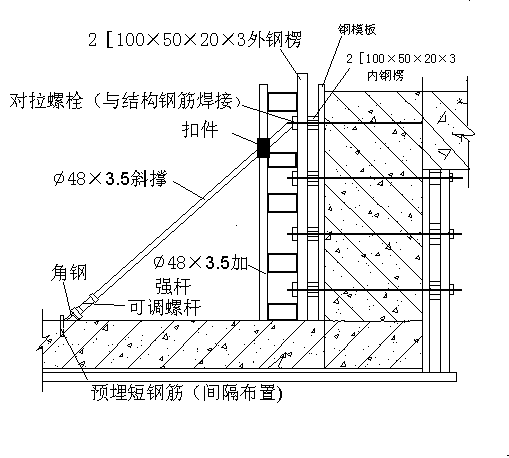 2［100×50×20×3外钢楞
钢模板
2［100×50×20×3
内钢楞
对拉螺栓（与结构钢筋焊接）
扣件
Ø48×3.5斜撑
Ø48×3.5加
强杆
角钢
可调螺杆
预埋短钢筋（间隔布置)